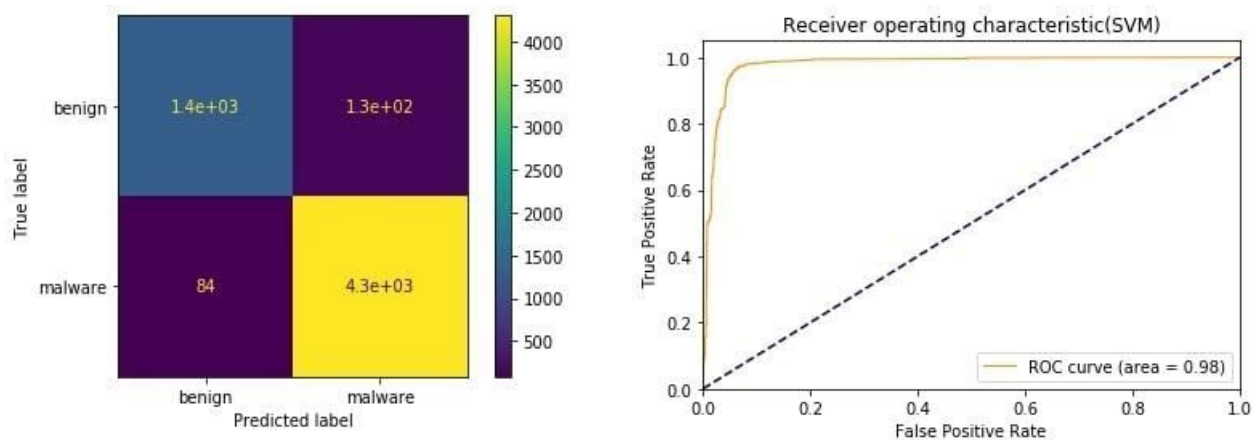 benign
malware
True label
1.4e+03
1.3e+02
84
4.3e+03
benign
malware
Predicted label
4000
3500
3000
2500
2000
1500
1000
500
Receiver operating characteristic(SVM)
True Positive Rate
1.0
0.8
0.6
0.4
0.2
0.0
0.0
0.2
0.4
0.6
0.8
1.0
False Positive Rate
ROC curve (area = 0.98)